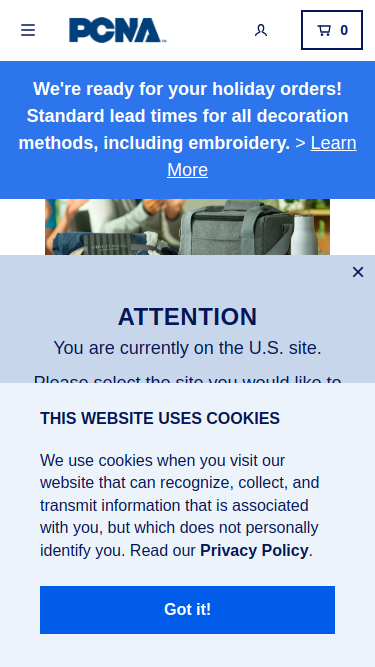 PCNA
0
We're ready for your holiday orders!
Standard lead times for all decoration
methods, including embroidery. > Learn
More
×
ATTENTION
You are currently on the U.S. site.
Please select the site you would like to
THIS WEBSITE USES COOKIES
We use cookies when you visit our
website that can recognize, collect, and
transmit information that is associated
with you, but which does not personally
identify you. Read our Privacy Policy.
Got it!